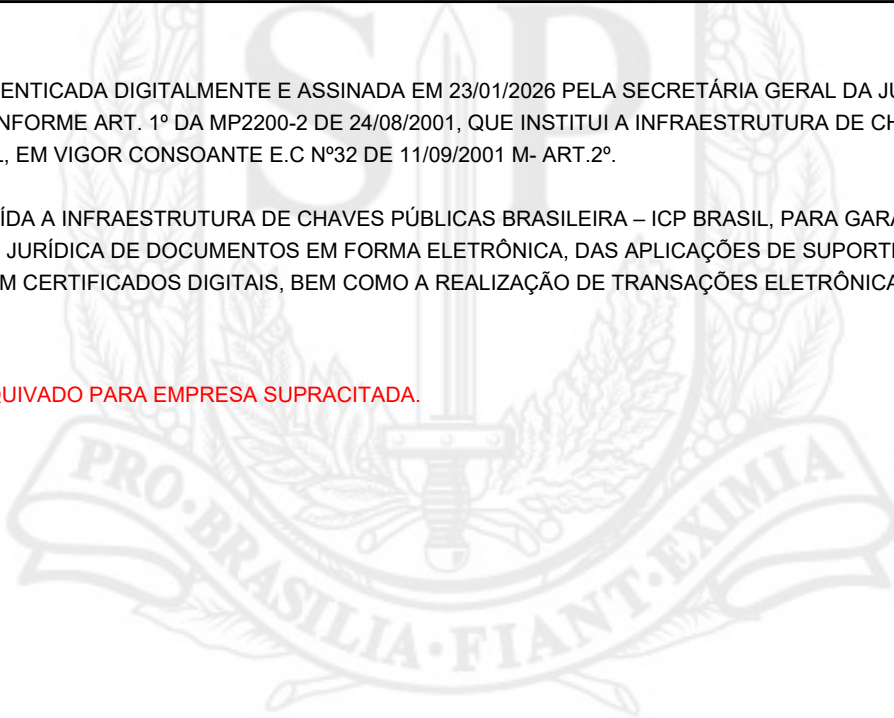 ENTICADA DIGITALMENTE E ASSINADA EM 23/01/2026 PELA SECRETÁRIA GERAL DA JU
NFORME ART. 1º DA MP2200-2 DE 24/08/2001, QUE INSTITUI A INFRAESTRUTURA DE CH
L, EM VIGOR CONSOANTE E.C Nº32 DE 11/09/2001 M- ART.2º.
ÍDA A INFRAESTRUTURA DE CHAVES PÚBLICAS BRASILEIRA – ICP BRASIL, PARA GARA
JURÍDICA DE DOCUMENTOS EM FORMA ELETRÔNICA, DAS APLICAÇÕES DE SUPORTE
M CERTIFICADOS DIGITAIS, BEM COMO A REALIZAÇÃO DE TRANSAÇÕES ELETRÔNICA
QUIVADO PARA EMPRESA SUPRACITADA.
SP
PRO·BRASILIA·FIANT·EXIMIA